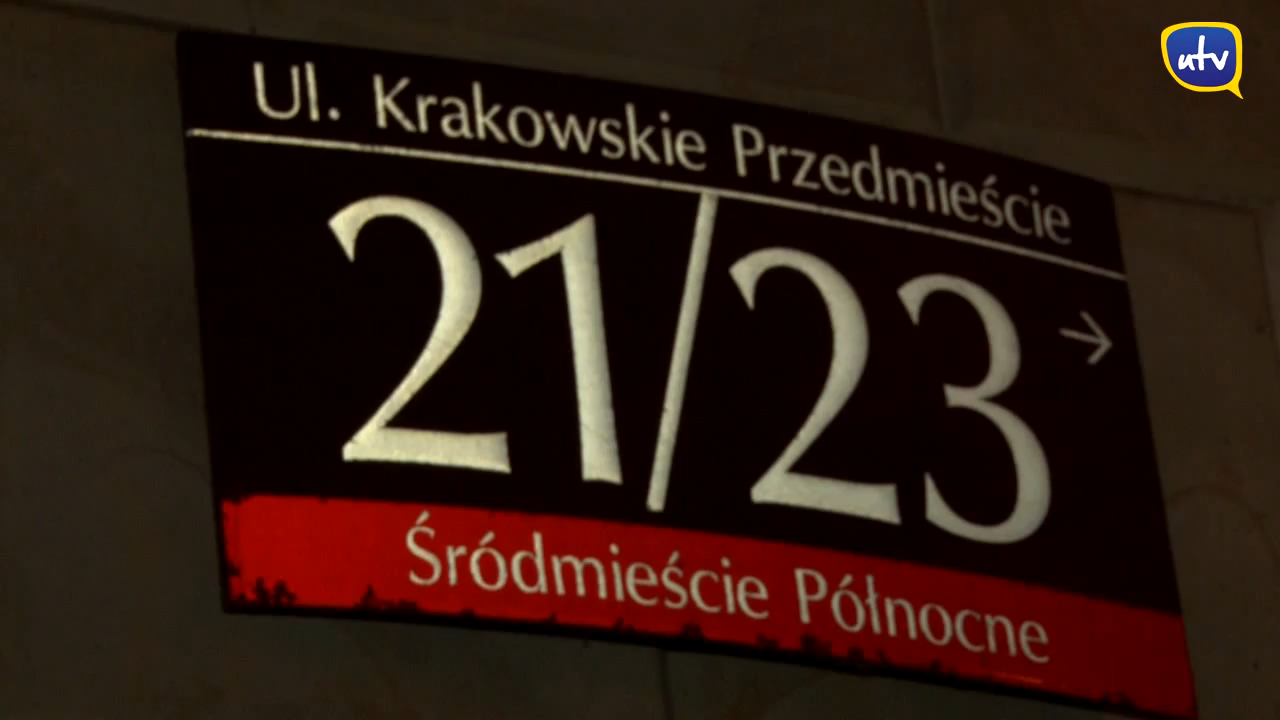 utv
Ul. Krakowskie Przedmieście
21/23 →
Śródmieście Północne